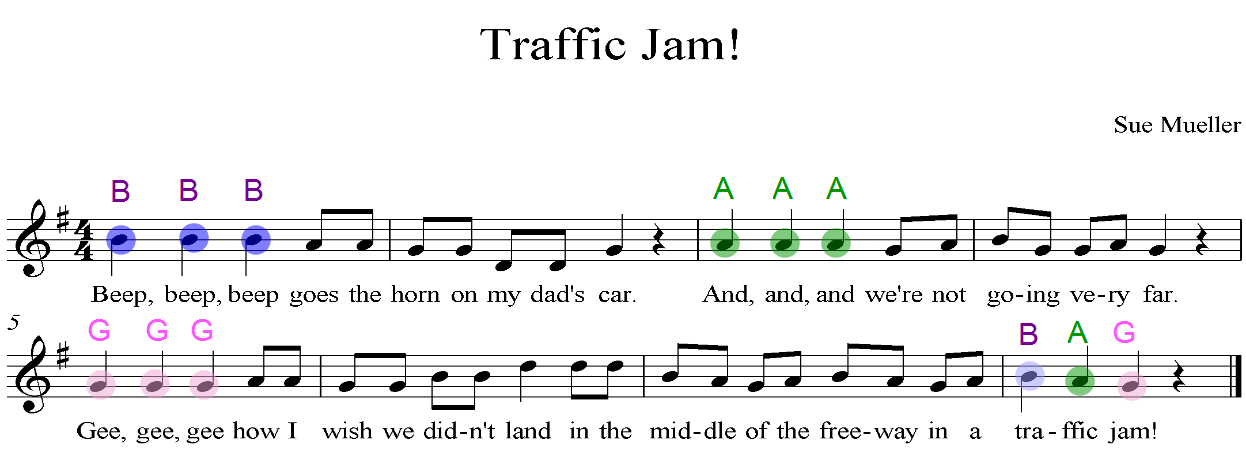 Traffic Jam!
Sue Mueller
B B B A A A
4
4
Beep, beep, beep goes the horn on my dad's car. And, and, and we're not go-ing ve-ry far.
5
G G G B A G
Gee, gee, gee how I wish we did-n't land in the mid-dle of the free-way in a tra-ffic jam!